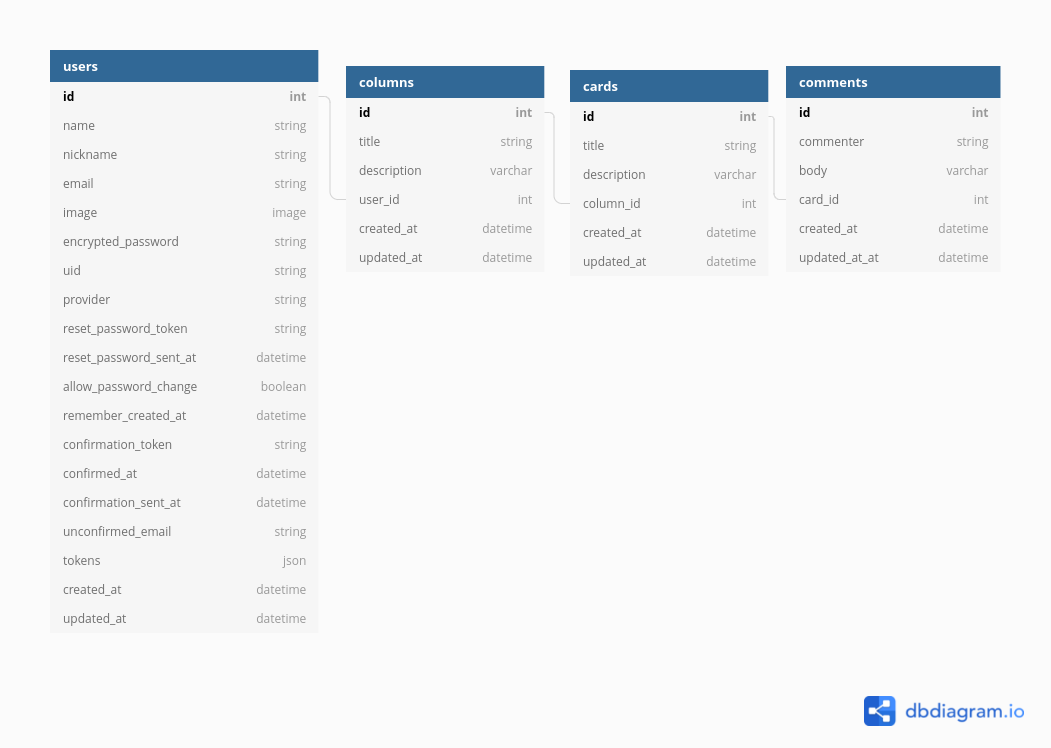 users
id int
name string
nickname string
email string
image image
encrypted_password string
uid string
provider string
reset_password_token string
reset_password_sent_at datetime
allow_password_change boolean
remember_created_at datetime
confirmation_token string
confirmed_at datetime
confirmation_sent_at datetime
unconfirmed_email string
tokens json
created_at datetime
updated_at datetime
columns
id int
title string
description varchar
user_id int
created_at datetime
updated_at datetime
cards
id int
title string
description varchar
column_id int
created_at datetime
updated_at datetime
comments
id int
commenter string
body varchar
card_id int
created_at datetime
updated_at_at datetime
dbdiagram.io